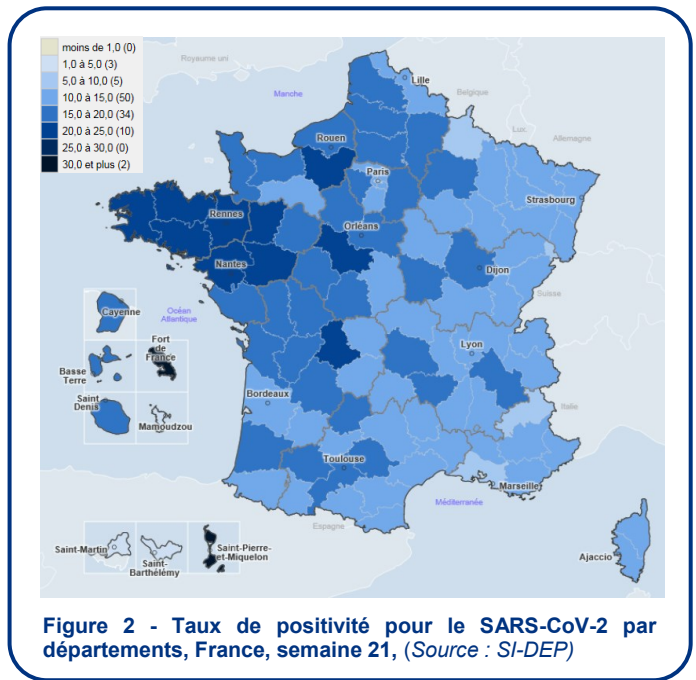 moins de 1,0 (0)
1,0 à 5,0 (3)
5,0 à 10,0 (5)
10,0 à 15,0 (50)
15,0 à 20,0 (34)
20,0 à 25,0 (10)
25,0 à 30,0 (0)
30,0 et plus (2)
Royaume uni
Manche
Lille
Belgique
Lux.
Allemagne
Rouen
Paris
Strasbourg
Rennes
Orléans
Nantes
Dijon
Suisse
Océan
Atlantique
Cayenne
Fort
de
France
Basse
Terre
Saint
Denis
Mamoudzou
Lyon
Bordeaux
Italie
Toulouse
Marseille
Méditerranée
Espagne
Ajaccio
Saint-Martin
Saint-
Barthélémy
Saint-Pierre
-et-Miquelon
Figure 2 - Taux de positivité pour le SARS-CoV-2 par
départements, France, semaine 21, (Source : SI-DEP)